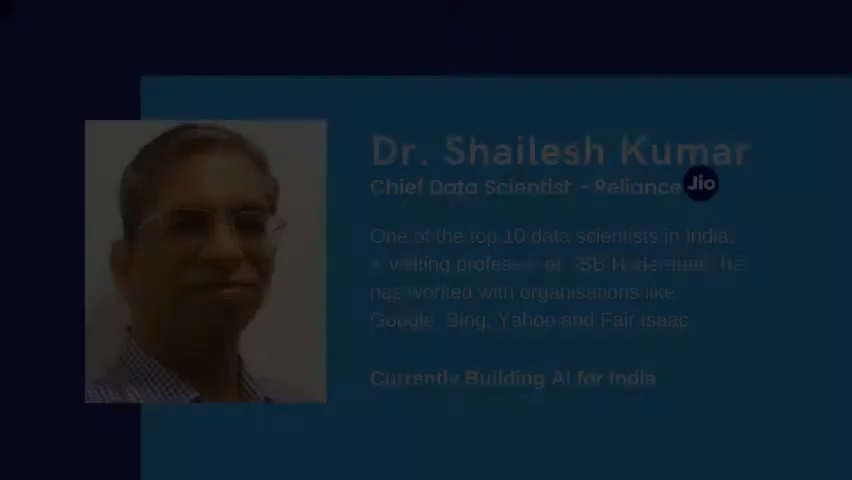 Dr. Shailesh Kumar
Chief Data Scientist - Reliance Jio
One of the top 10 data scientists in India.
A visiting professor at ISB Hyderabad, he
has worked with organisations like
Google, Bing, Yahoo and Fair Isaac
Currently Building AI for India